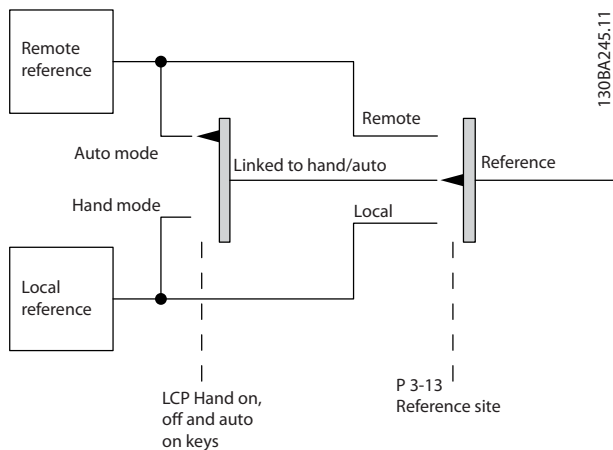 Remote
reference
130BA245.11
Remote
Auto mode
Linked to hand/auto
Reference
Hand mode
Local
Local
reference
LCP Hand on,
off and auto
on keys
P 3-13
Reference site